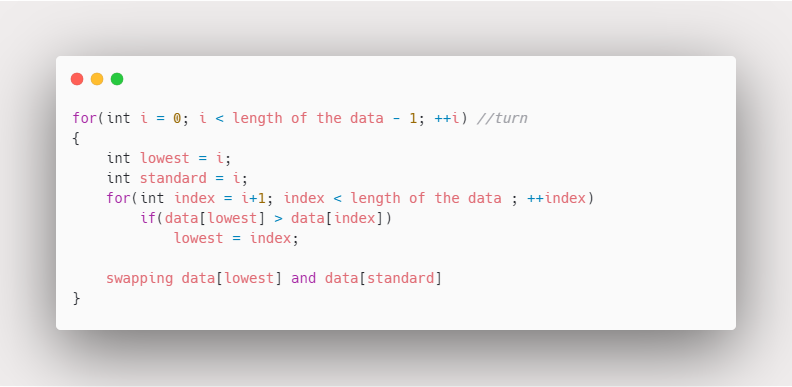 for(int i = 0; i < length of the data - 1; ++i) //turn
{
    int lowest = i;
    int standard = i;
    for(int index = i+1; index < length of the data ; ++index)
        if(data[lowest] > data[index])
            lowest = index;

    swapping data[lowest] and data[standard]
}